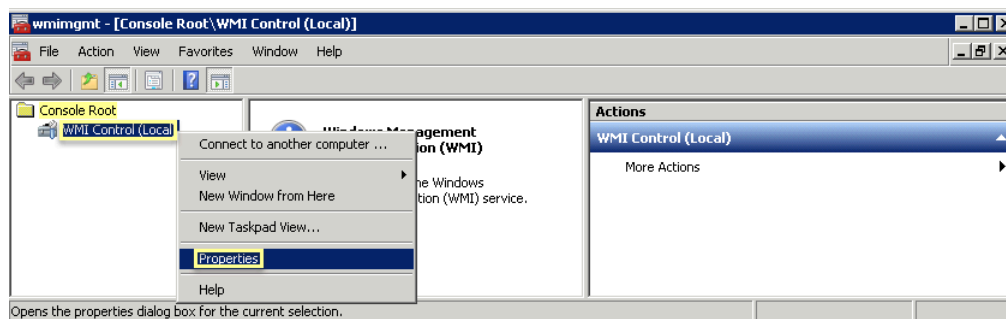 wmimgmt - [Console Root\WMI Control (Local)]
File Action View Favorites Window Help
Console Root
WMI Control (Local
Actions
WMI Control (Local)
More Actions
Windows Management
ion (WMI)
he Windows
tion (WMI) service.
Connect to another computer ...
View
New Window from Here
New Taskpad View...
Properties
Help
Opens the properties dialog box for the current selection.